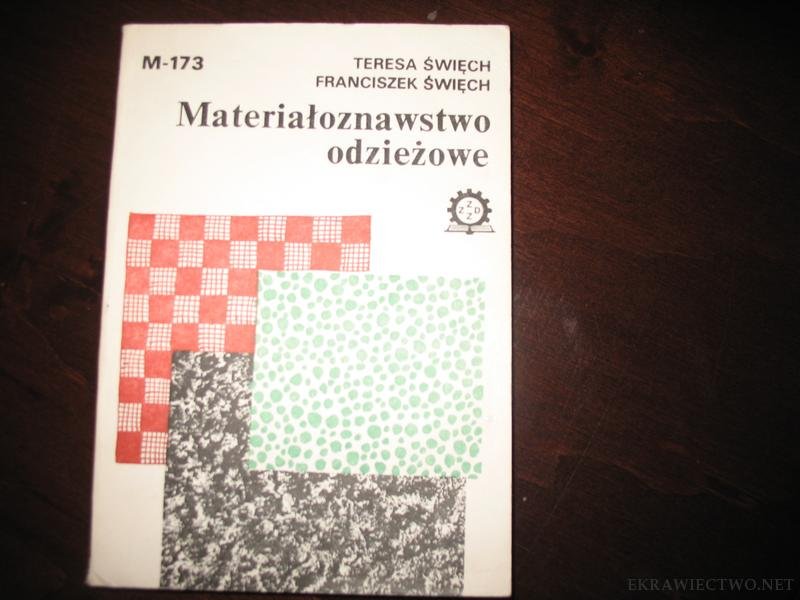 M-173
TERESA ŚWIĘCH
FRANCISZEK ŚWIĘCH
Materiałoznawstwo
odzieżowe
Z
Z D
Z
EKRAWIECTWO.NET